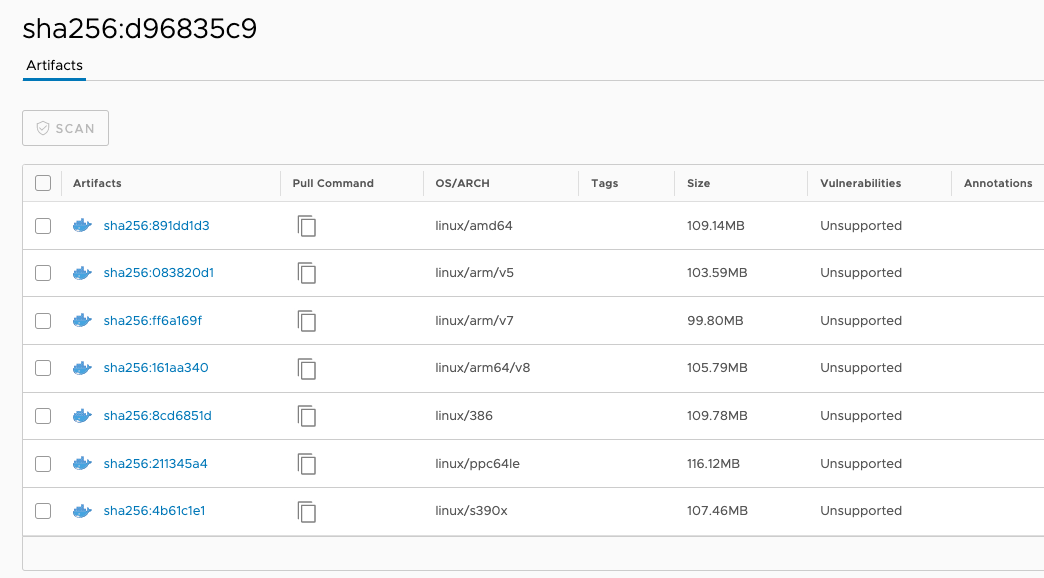 sha256:d96835c9
Artifacts
SCAN
Artifacts Pull Command OS/ARCH Tags Size Vulnerabilities Annotations
sha256:891dd1d3 linux/amd64 109.14MB Unsupported
sha256:083820d1 linux/arm/v5 103.59MB Unsupported
sha256:ff6a169f linux/arm/v7 99.80MB Unsupported
sha256:161aa340 linux/arm64/v8 105.79MB Unsupported
sha256:8cd6851d linux/386 109.78MB Unsupported
sha256:211345a4 linux/ppc64le 116.12MB Unsupported
sha256:4b61c1e1 linux/s390x 107.46MB Unsupported